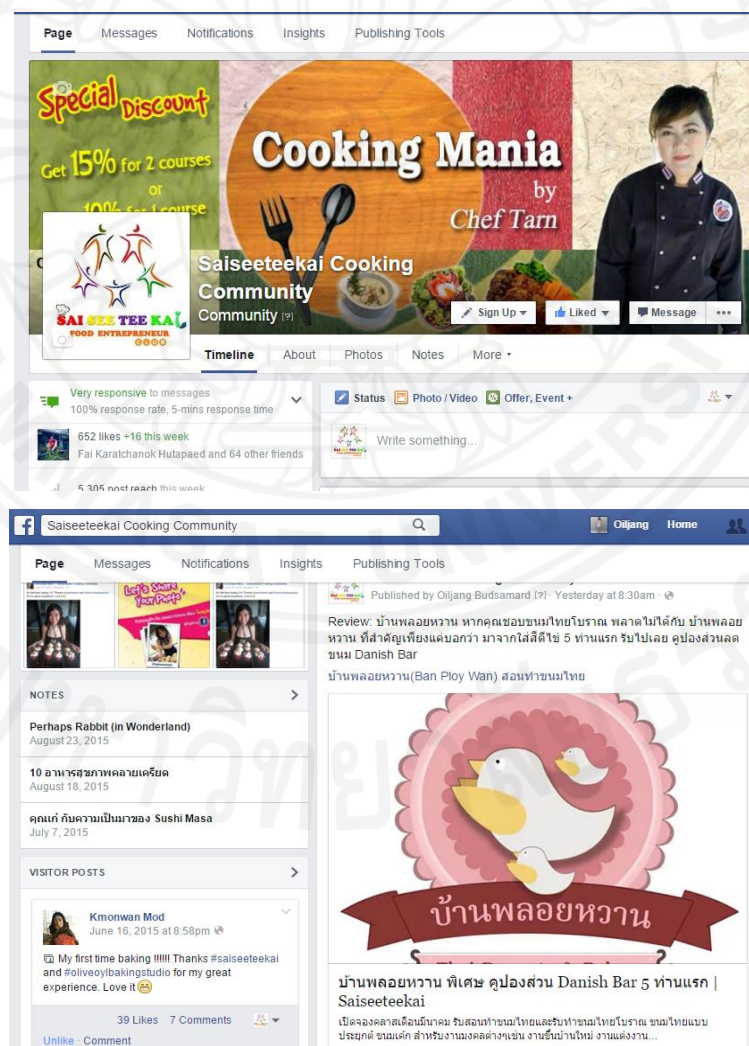 Page Messages Notifications Insights Publishing Tools
Special Discount
Get 15% for 2 courses
or
10% for 1 course
Cooking Mania
by
Chef Tarn
Saiseeteekai Cooking
Community
Community [?]
SAI SEE TEE KAI
FOOD ENTREPRENEUR
CLUB
Sign Up Liked Message
Timeline About Photos Notes More
Very responsive to messages
100% response rate, 5-mins response time
652 likes +16 this week
Fai Karatchanok Hutapaed and 64 other friends
5,305 post reach this week
Status Photo / Video Offer, Event +
Write something...
Saiseeteekai Cooking Community
Oiljang Home
Page Messages Notifications Insights Publishing Tools
Let's Share
Your Photo
NOTES
Perhaps Rabbit (in Wonderland)
August 23, 2015
10 อาหารสุขภาพคลายเครียด
August 18, 2015
คุณเก๋ กับความเป็นมาของ Sushi Masa
July 7, 2015
VISITOR POSTS
Kmonwan Mod
June 16, 2015 at 8:58pm
My first time baking !!!!!! Thanks #saiseeteekai
and #oliveoylbakingstudio for my great
experience. Love it
39 Likes 7 Comments
Unlike · Comment
Published by Oiljang Budsamard [?] · Yesterday at 8:30am ·
Review: บ้านพลอยหวาน หากคุณชอบขนมไทยโบราณ พลาดไม่ได้กับ บ้านพลอย
หวาน ที่สำคัญเพียงแค่บอกว่า มาจากใส่สีตีไข่ 5 ท่านแรก รับไปเลย คูปองส่วนลด
ขนม Danish Bar
บ้านพลอยหวาน(Ban Ploy Wan) สอนทำขนมไทย
บ้านพลอยหวาน
บ้านพลอยหวาน พิเศษ คูปองส่วน Danish Bar 5 ท่านแรก |
Saiseeteekai
เปิดจองคลาสเดือนมีนาคม รับสอนทำขนมไทยและรับทำขนมไทยโบราณ ขนมไทยแบบ
ประยุกต์ ขนมเค้ก สำหรับงานมงคลต่างๆเช่น งานขึ้นบ้านใหม่ งานแต่งงาน...